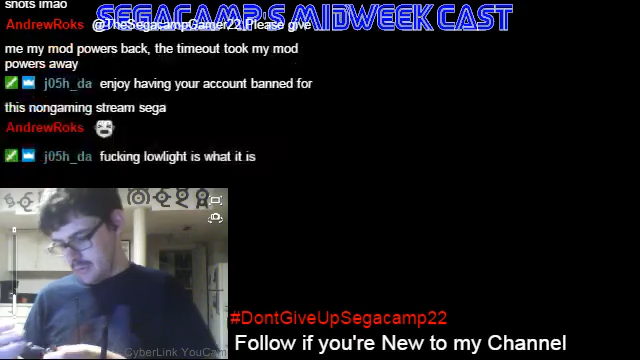 shots lmao
SEGACAMP'S MIDWEEK CAST
AndrewRoks @TheSegacampGamer22 Please give
me my mod powers back, the timeout took my mod
powers away
j05h_da enjoy having your account banned for
this nongaming stream sega
AndrewRoks
j05h_da fucking lowlight is what it is
CyberLink YouCam
#DontGiveUpSegacamp22
Follow if you're New to my Channel